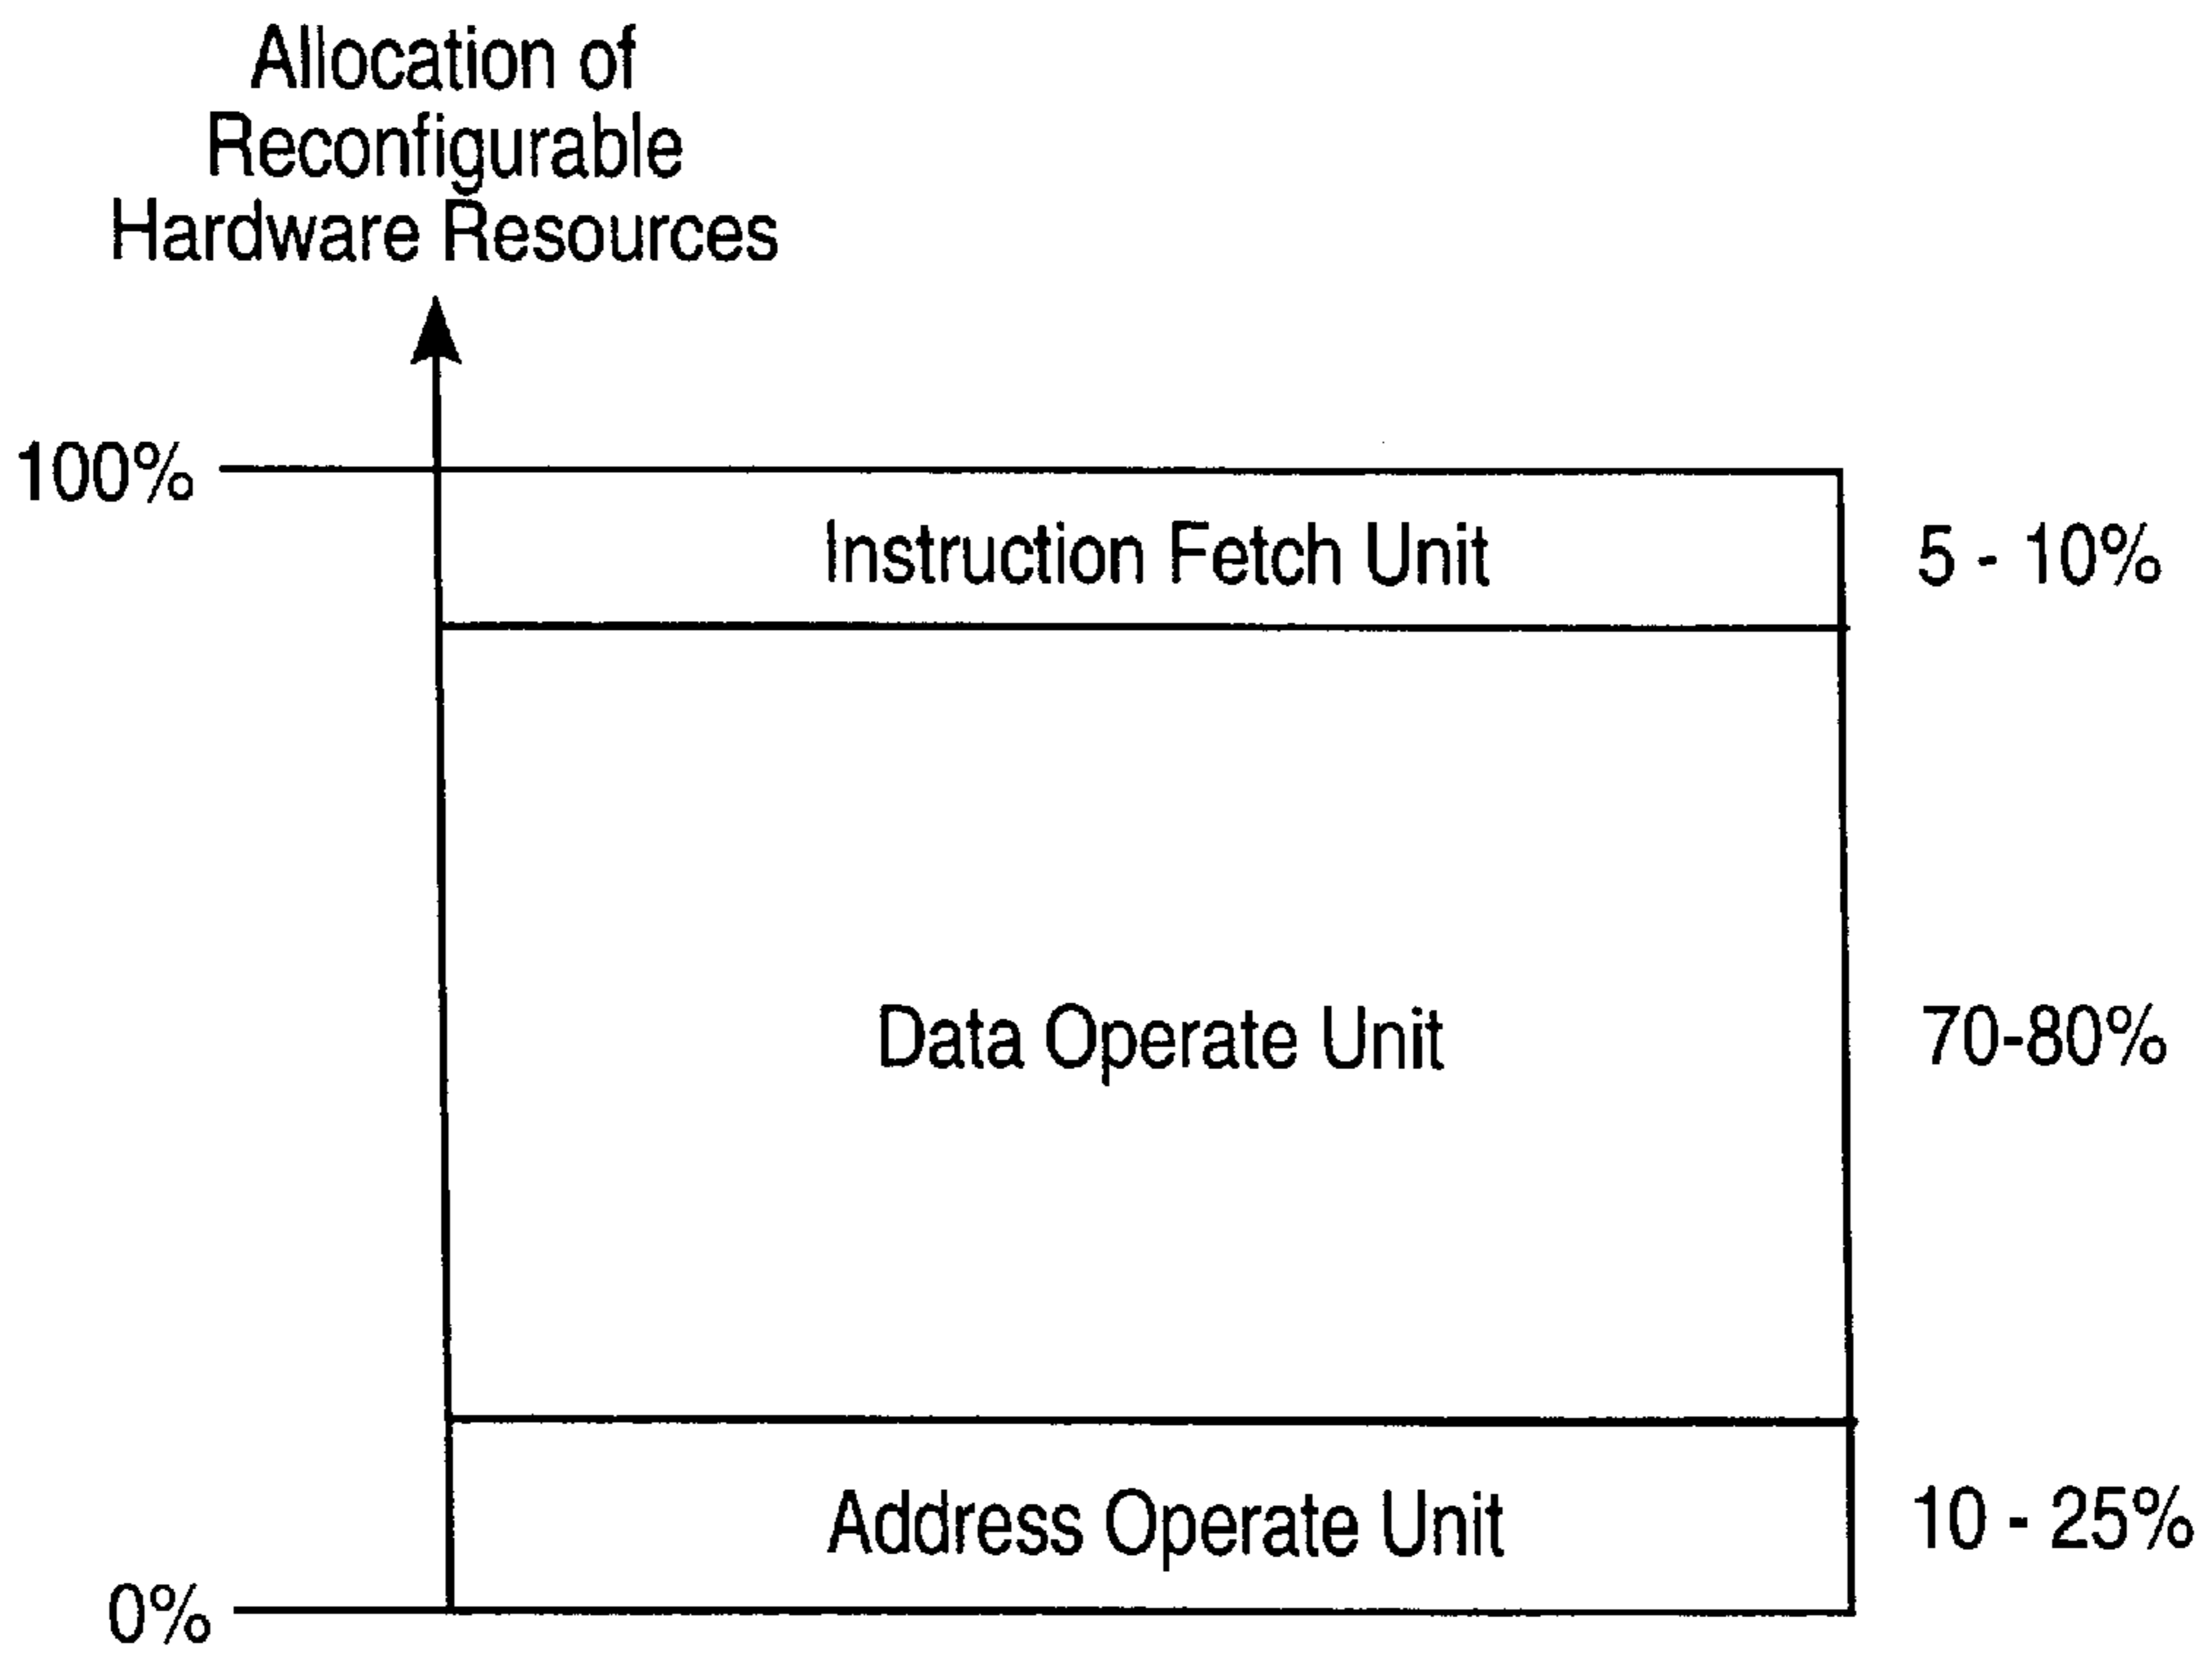 Allocation of
Reconfigurable
Hardware Resources
100%
Instruction Fetch Unit 5 - 10%
Data Operate Unit 70-80%
Address Operate Unit 10 - 25%
0%